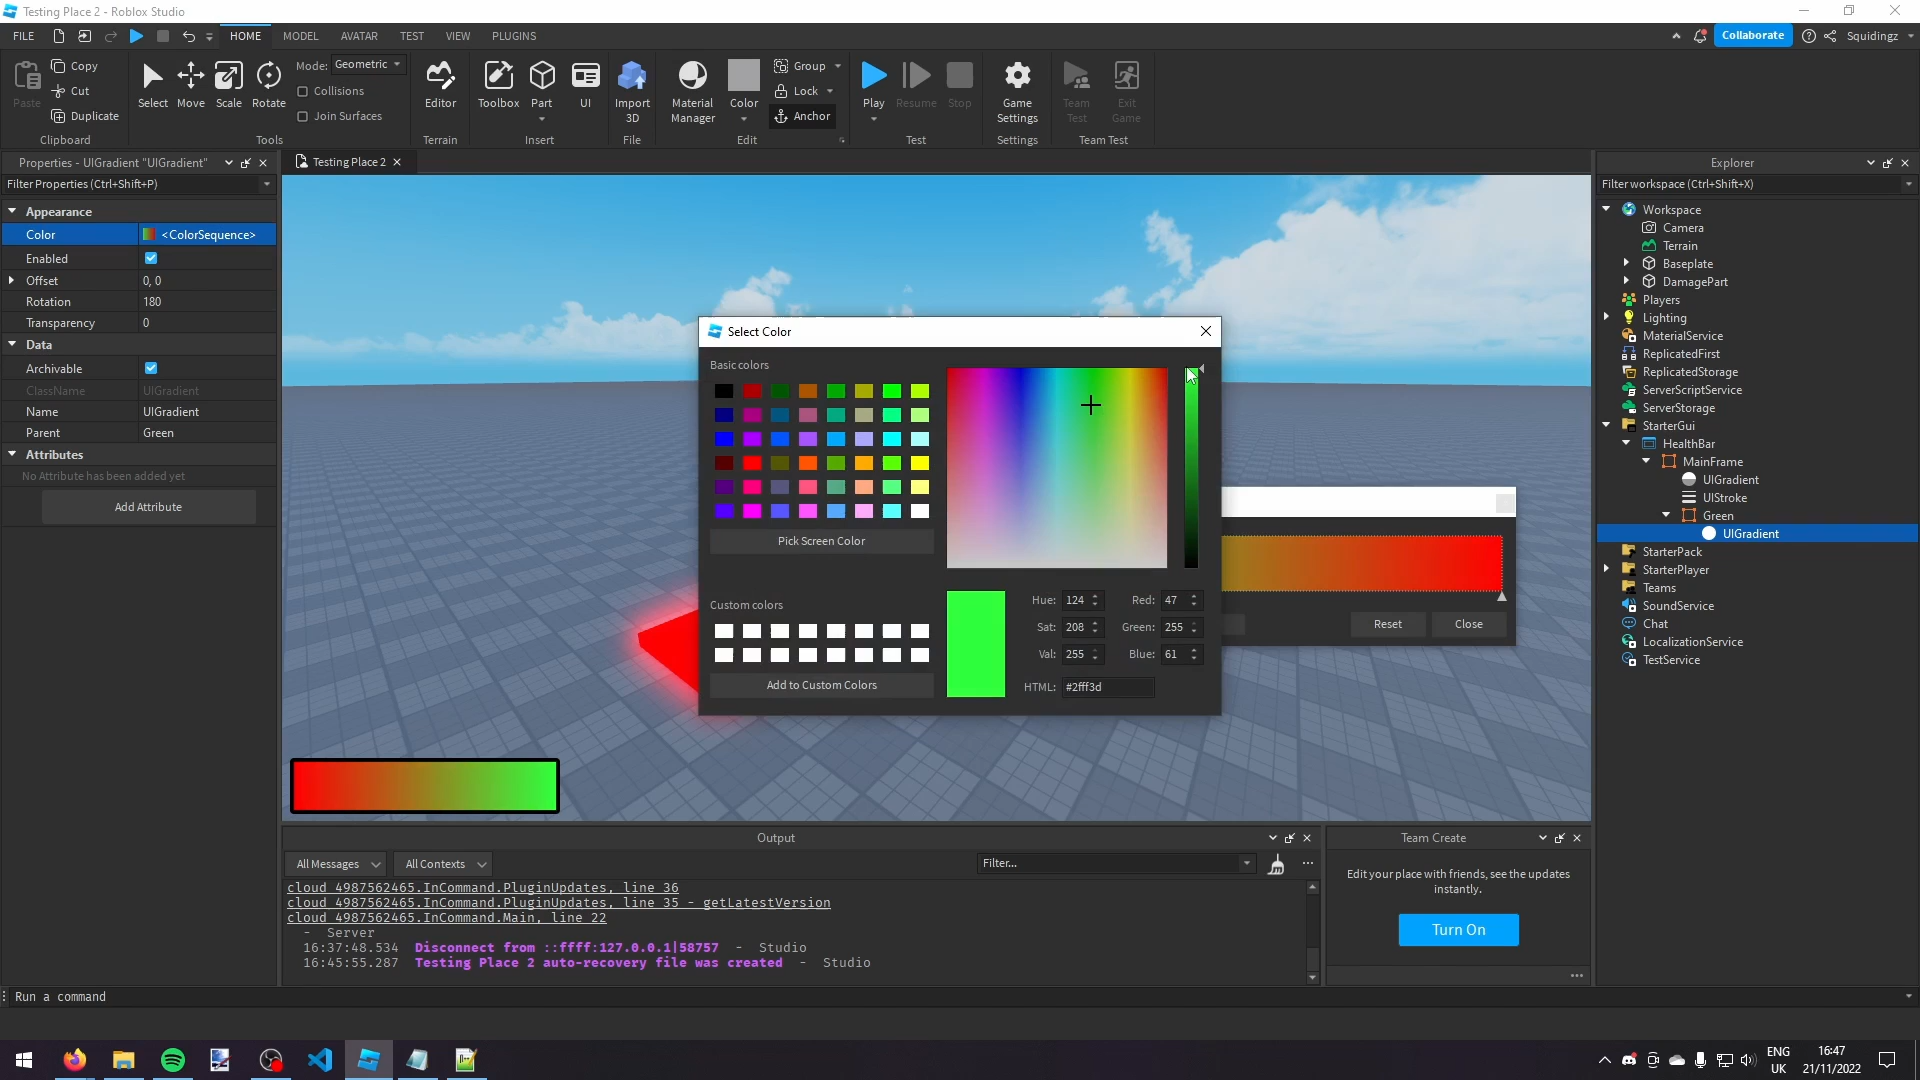 Testing Place 2 - Roblox Studio
FILE
HOME
MODEL
AVATAR
TEST
VIEW
PLUGINS
Collaborate
Squidingz
Paste
Copy
Cut
Duplicate
Clipboard
Select
Move
Scale
Rotate
Mode:
Geometric
Collisions
Join Surfaces
Tools
Editor
Terrain
Toolbox
Part
UI
Insert
Import
3D
File
Material
Manager
Color
Group
Lock
Anchor
Edit
Play
Resume
Stop
Test
Game
Settings
Settings
Team
Test
Exit
Game
Team Test
Properties - UIGradient "UIGradient"
Filter Properties (Ctrl+Shift+P)
Appearance
Color <ColorSequence>
Enabled
Offset 0, 0
Rotation 180
Transparency 0
Data
Archivable
ClassName UIGradient
Name UIGradient
Parent Green
Attributes
No Attribute has been added yet
Add Attribute
Testing Place 2
Select Color
Basic colors
Pick Screen Color
Custom colors
Add to Custom Colors
Hue: 124 Red: 47
Sat: 208 Green: 255
Val: 255 Blue: 61
HTML: #2fff3d
Reset
Close
Explorer
Filter workspace (Ctrl+Shift+X)
Workspace
Camera
Terrain
Baseplate
DamagePart
Players
Lighting
MaterialService
ReplicatedFirst
ReplicatedStorage
ServerScriptService
ServerStorage
StarterGui
HealthBar
MainFrame
UIGradient
UIStroke
Green
UIGradient
StarterPack
StarterPlayer
Teams
SoundService
Chat
LocalizationService
TestService
Output
All Messages
All Contexts
Filter...
cloud_4987562465.InCommand.PluginUpdates, line 36
cloud_4987562465.InCommand.PluginUpdates, line 35 - getLatestVersion
cloud_4987562465.InCommand.Main, line 22
- Server
16:37:48.534 Disconnect from ::ffff:127.0.0.1|58757 - Studio
16:45:55.287 Testing Place 2 auto-recovery file was created - Studio
Team Create
Edit your place with friends, see the updates
instantly.
Turn On
Run a command
ENG
UK
16:47
21/11/2022